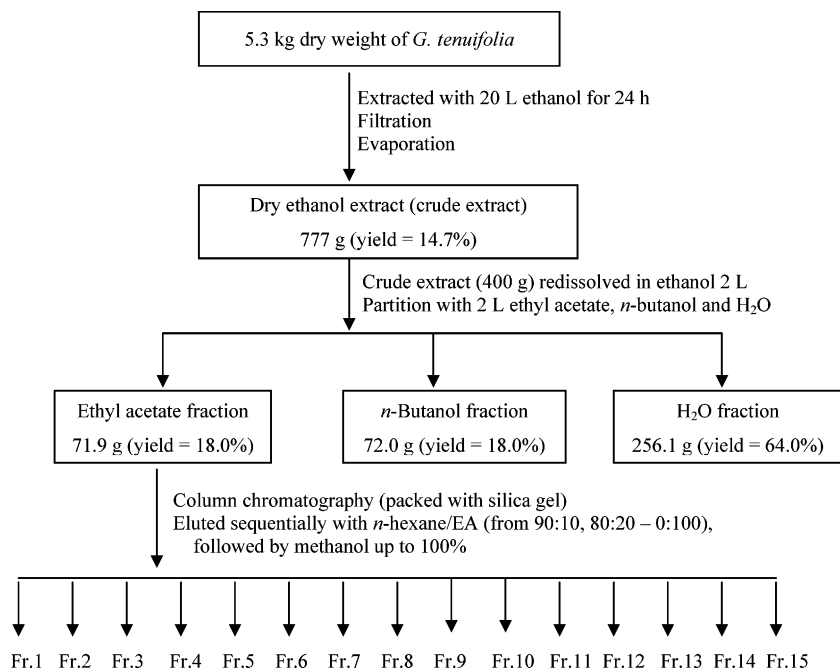 5.3 kg dry weight of G. tenuifolia
Extracted with 20 L ethanol for 24 h
Filtration
Evaporation
Dry ethanol extract (crude extract)
777 g (yield = 14.7%)
Crude extract (400 g) redissolved in ethanol 2 L
Partition with 2 L ethyl acetate, n-butanol and H₂O
Ethyl acetate fraction
71.9 g (yield = 18.0%)
n-Butanol fraction
72.0 g (yield = 18.0%)
H₂O fraction
256.1 g (yield = 64.0%)
Column chromatography (packed with silica gel)
Eluted sequentially with n-hexane/EA (from 90:10, 80:20 – 0:100),
followed by methanol up to 100%
Fr.1 Fr.2 Fr.3 Fr.4 Fr.5 Fr.6 Fr.7 Fr.8 Fr.9 Fr.10 Fr.11 Fr.12 Fr.13 Fr.14 Fr.15